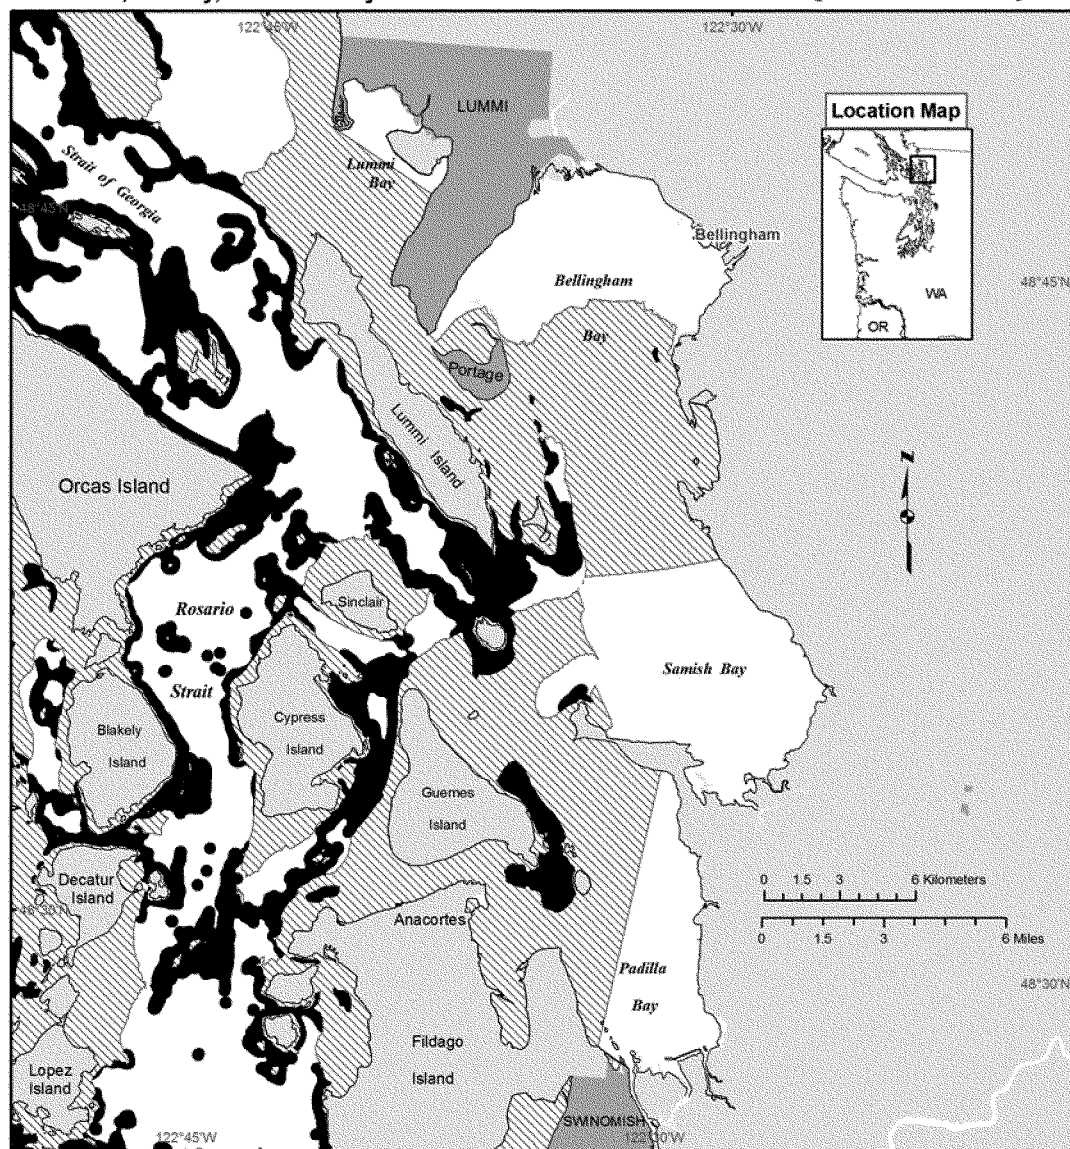 122°45'W
122°30'W
LUMMI
Location Map
Lummi
Bay
Strait of Georgia
48°45'N
Bellingham
Bellingham
48°45'N
WA
OR
Bay
Portage
Lummi Island
Orcas Island
N
Rosario
Sinclair
Strait
Samish Bay
Cypress
Island
Blakely
Island
Guemes
Island
0 1.5 3 6 Kilometers
Decatur
Island
48°30'N
Anacortes
0 1.5 3 6 Miles
Padilla
Bay
48°30'N
Fildago
Island
Lopez
Island
SWINOMISH
122°45'W
122°30'W